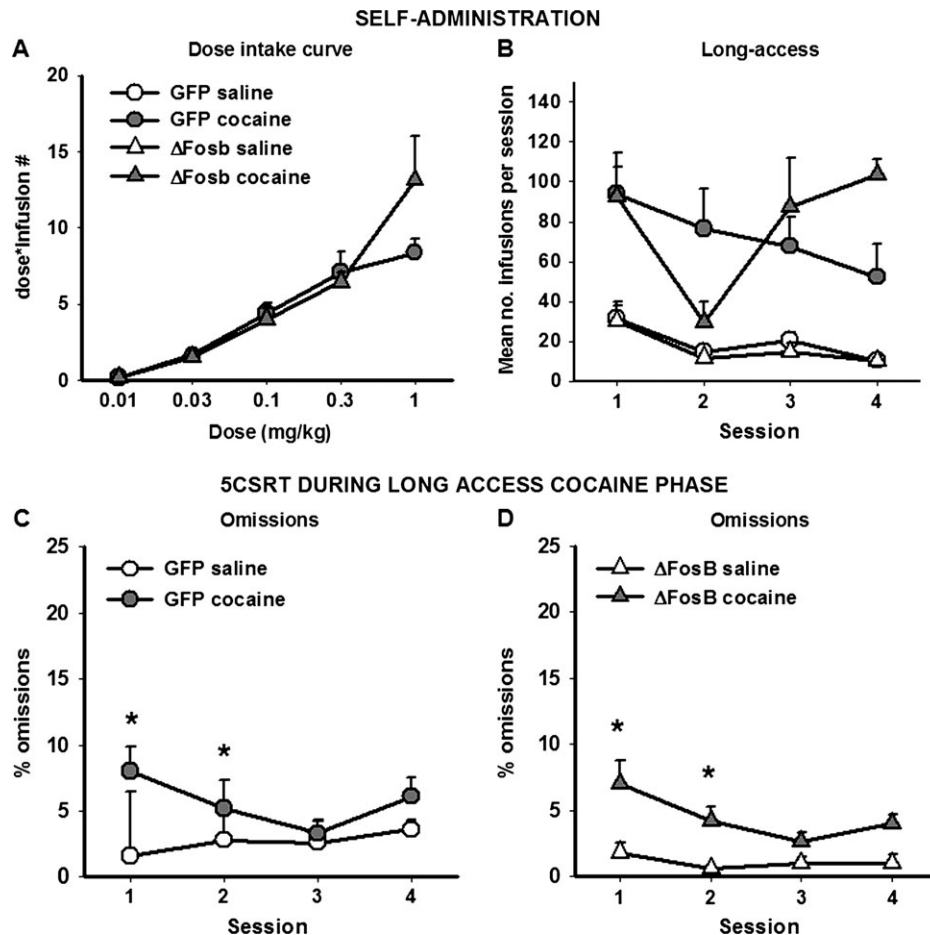 SELF-ADMINISTRATION
A
Dose intake curve
GFP saline
GFP cocaine
ΔFosb saline
ΔFosb cocaine
dose*Infusion #
20
15
10
5
0
0.01 0.03 0.1 0.3 1
Dose (mg/kg)
B
Long-access
Mean no. infusions per session
140
120
100
80
60
40
20
0
1 2 3 4
Session
5CSRT DURING LONG ACCESS COCAINE PHASE
C
Omissions
GFP saline
GFP cocaine
% omissions
25
20
15
10
5
0
* *
1 2 3 4
Session
D
Omissions
ΔFosB saline
ΔFosB cocaine
% omissions
25
20
15
10
5
0
* *
1 2 3 4
Session